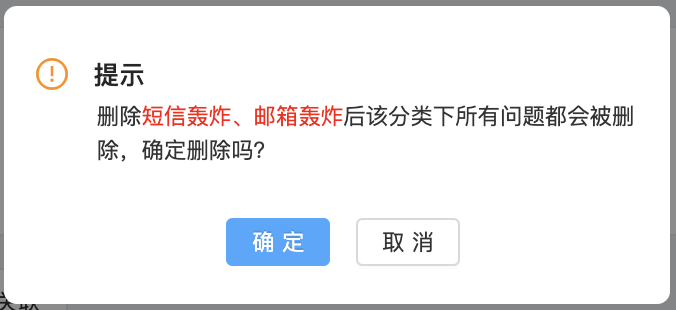 提示
删除短信轰炸、邮箱轰炸后该分类下所有问题都会被删
除，确定删除吗？
确 定
取 消